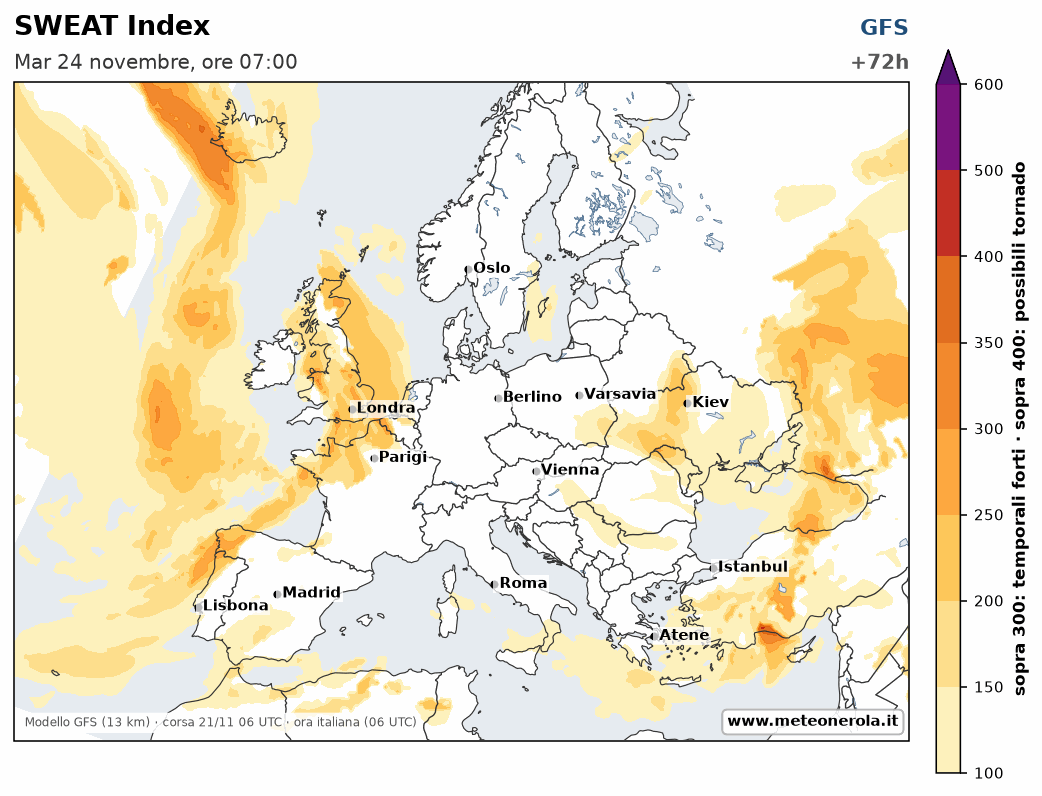 SWEAT Index
GFS
Mar 24 novembre, ore 07:00
+72h
600
500
400
350
300
250
200
150
100
sopra 300: temporali forti · sopra 400: possibili tornado
Oslo
Berlino
Varsavia
Kiev
Londra
Parigi
Vienna
Istanbul
Roma
Madrid
Lisbona
Atene
Modello GFS (13 km) · corsa 21/11 06 UTC · ora italiana (06 UTC)
www.meteonerola.it